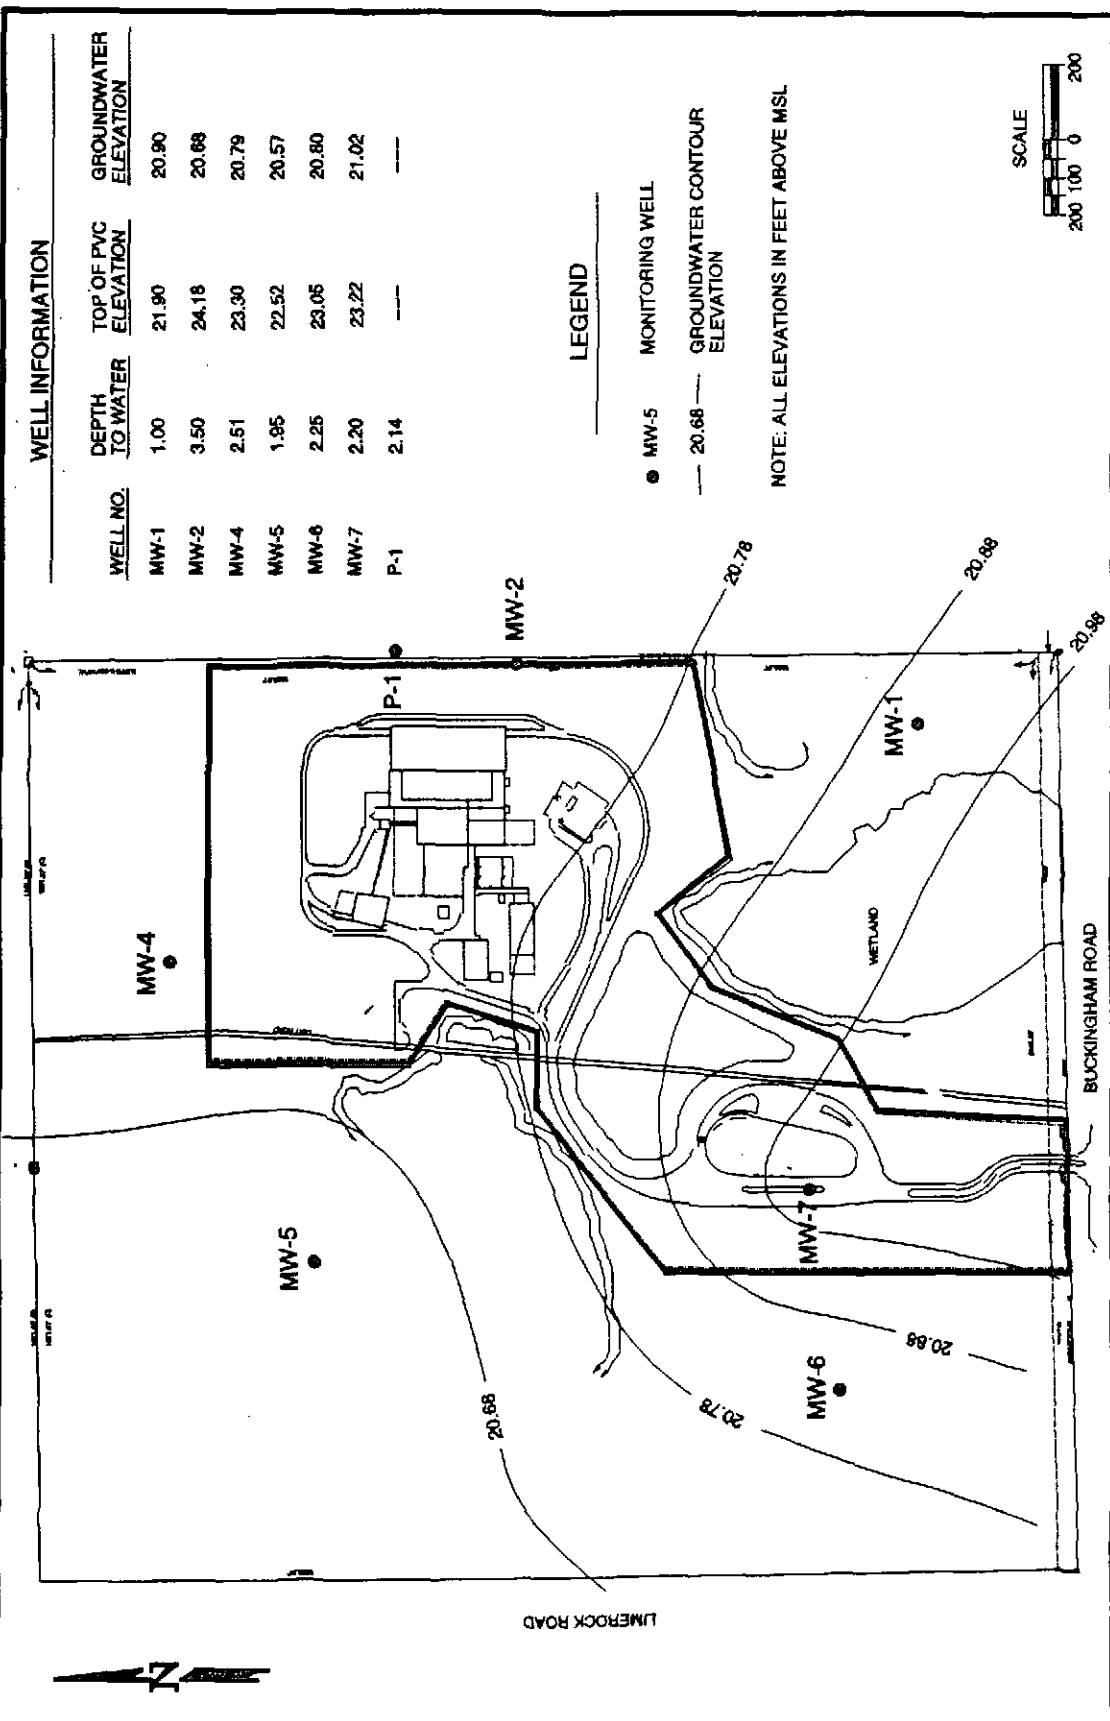 WELL INFORMATION
WELL NO.
DEPTH
TO WATER
TOP OF PVC
ELEVATION
GROUNDWATER
ELEVATION
MW-1 1.00 21.90 20.90
MW-2 3.50 24.18 20.68
MW-4 2.51 23.30 20.79
MW-5 1.95 22.52 20.57
MW-6 2.25 23.05 20.80
MW-7 2.20 23.22 21.02
P-1 2.14 --- ---
LEGEND
MW-5 MONITORING WELL
20.68 GROUNDWATER CONTOUR
ELEVATION
NOTE: ALL ELEVATIONS IN FEET ABOVE MSL
SCALE
200 100 0 200
MW-4
P-1
MW-2
MW-5
MW-1
MW-7
MW-6
20.78
20.88
20.98
20.68
20.78
20.88
WETLAND
BUCKINGHAM ROAD
LIMEROCK ROAD
N